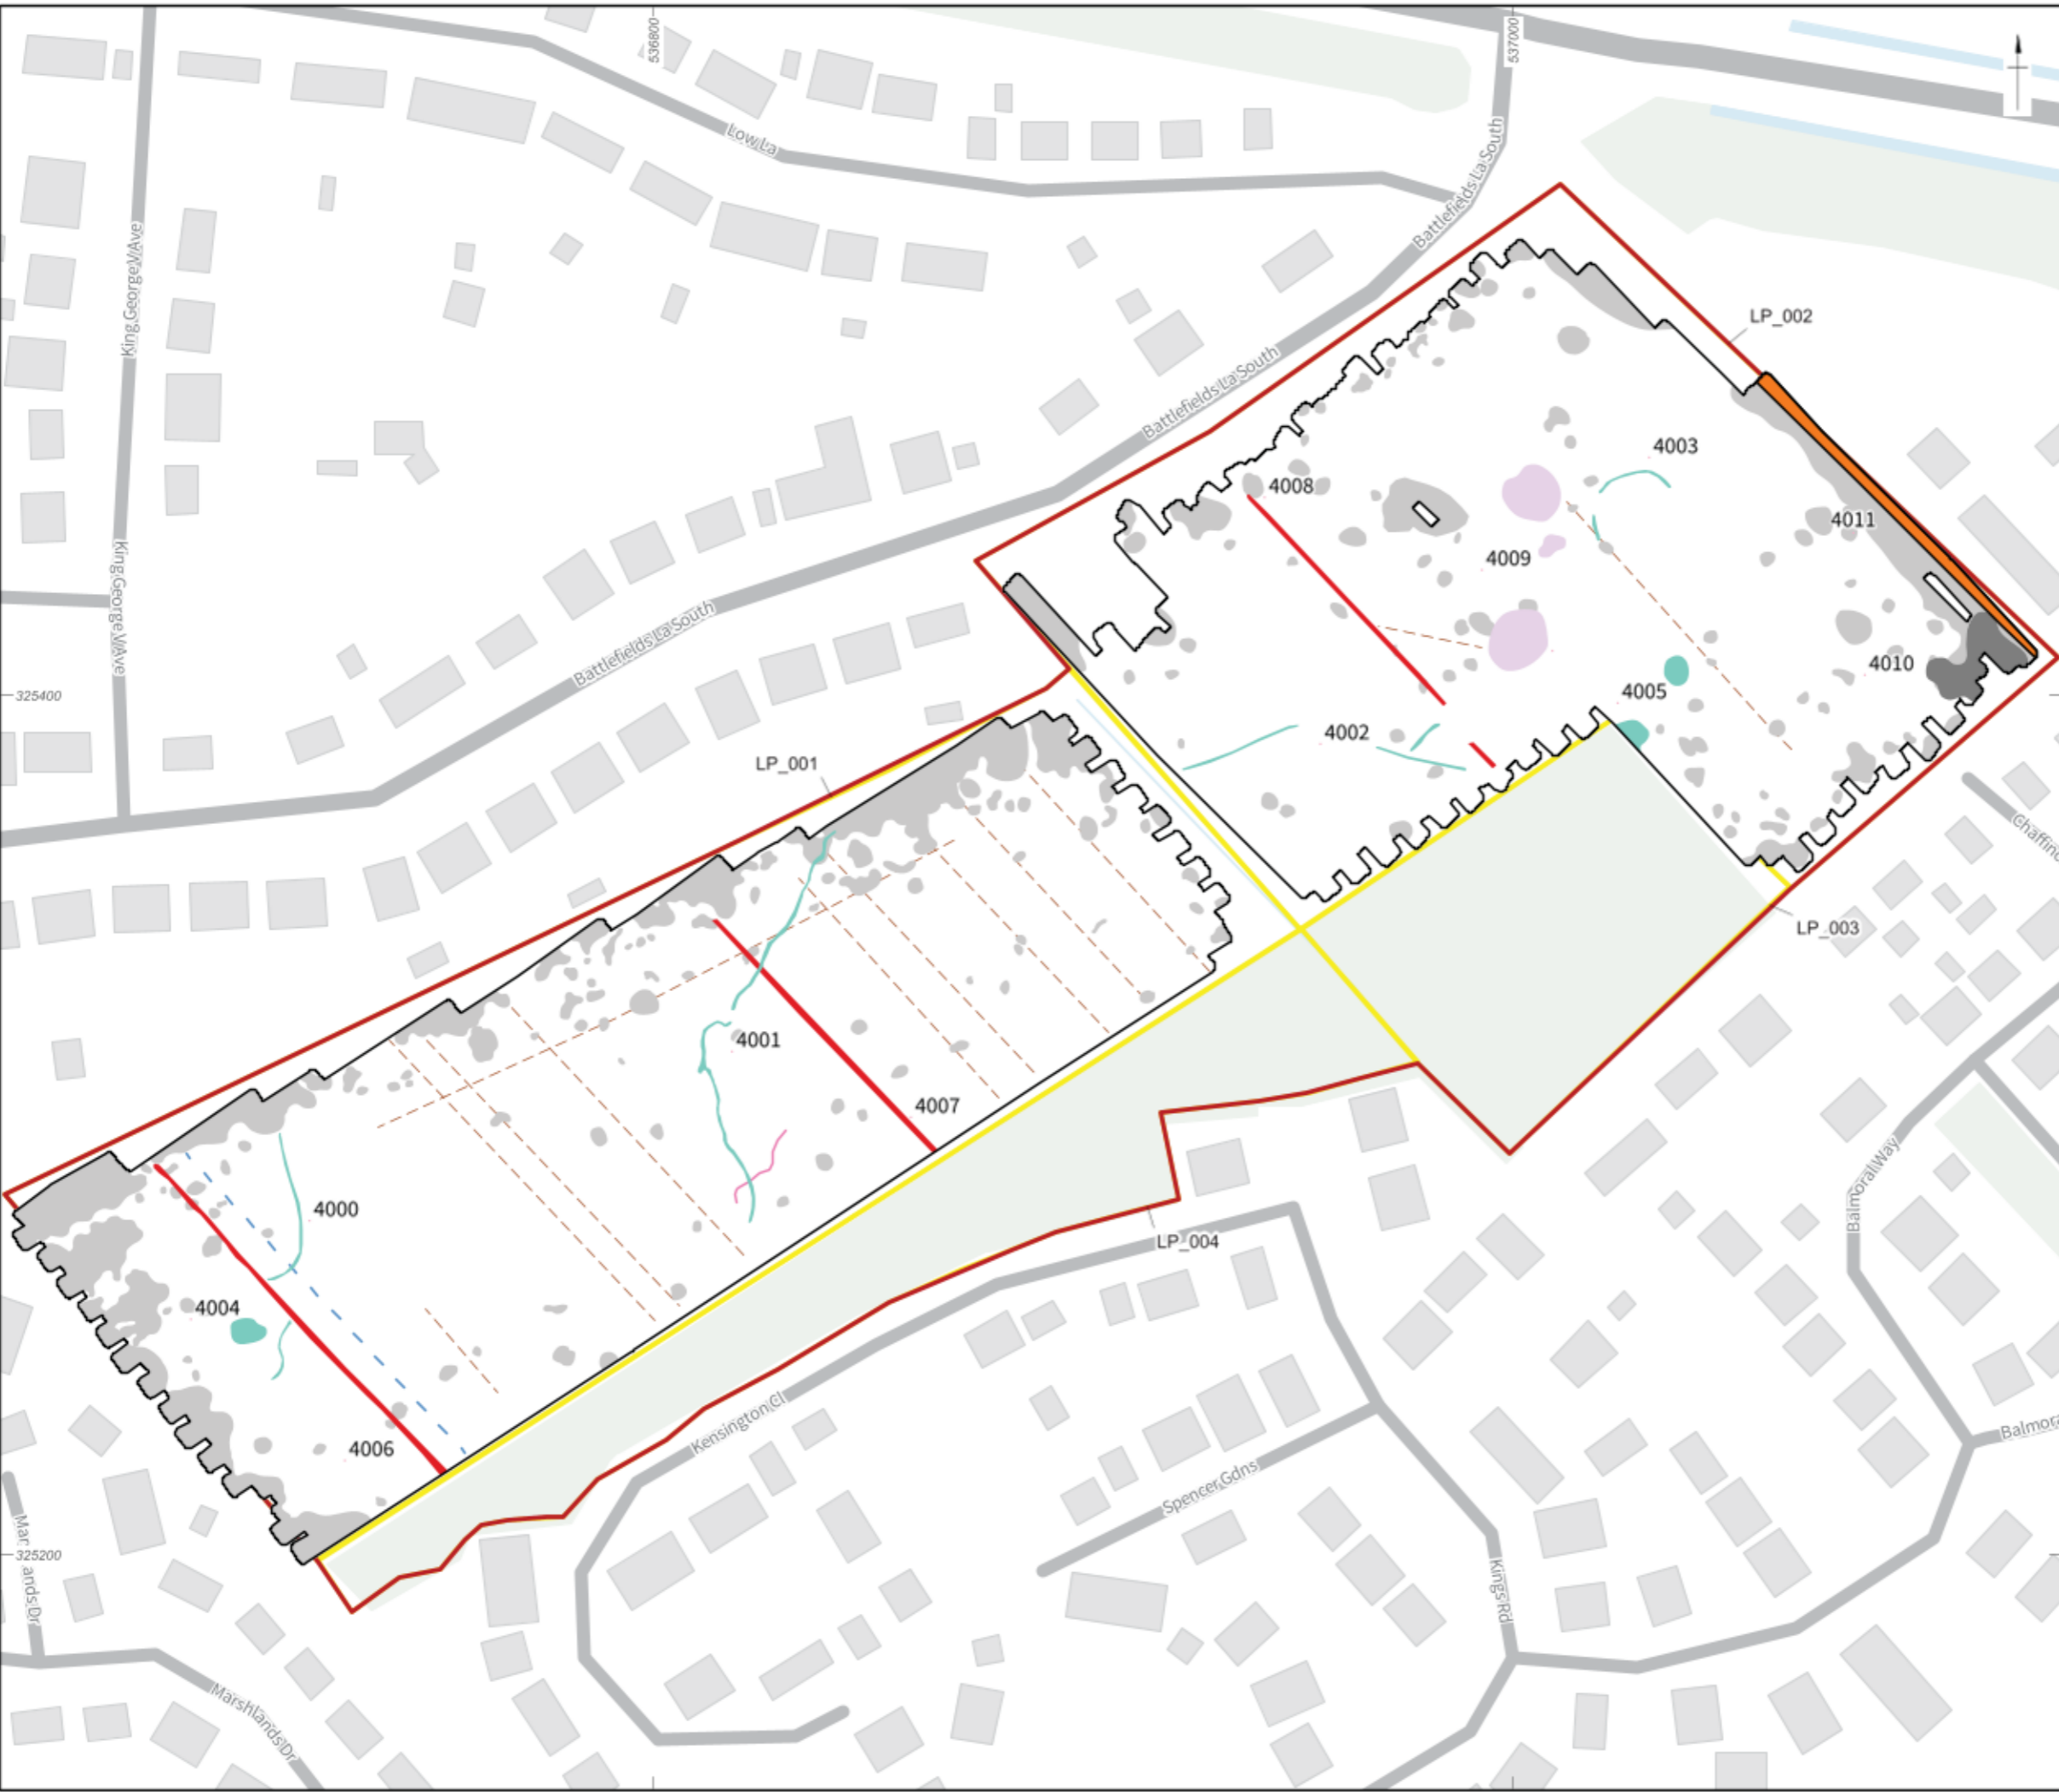 536800
537000
Low La
Battlefields La South
King George V Ave
LP_002
Battlefields La South
4003
4008
4011
4009
King George V Ave
Battlefields La South
4010
4005
325400
4002
LP_001
LP_003
4001
4007
Balmoral Way
4000
LP_004
4004
Kensington Cl
4006
Spencer Gdns
325200
Kings Rd
Marshlands Dr